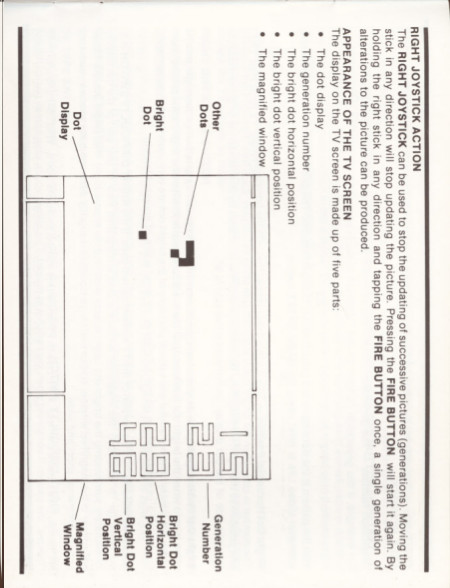 RIGHT JOYSTICK ACTION
The RIGHT JOYSTICK can be used to stop the updating of successive pictures (generations). Moving the
stick in any direction will stop updating the picture. Pressing the FIRE BUTTON will start it again. By
holding the right stick in any direction and tapping the FIRE BUTTON once, a single generation of
alterations to the picture can be produced.
APPEARANCE OF THE TV SCREEN
The display on the TV screen is made up of five parts:
• The dot display
• The generation number
• The bright dot horizontal position
• The bright dot vertical position
• The magnified window
Other
Dots
Bright
Dot
Dot
Display
15
23
29
46
Generation
Number
Bright Dot
Horizontal
Position
Bright Dot
Vertical
Position
Magnified
Window